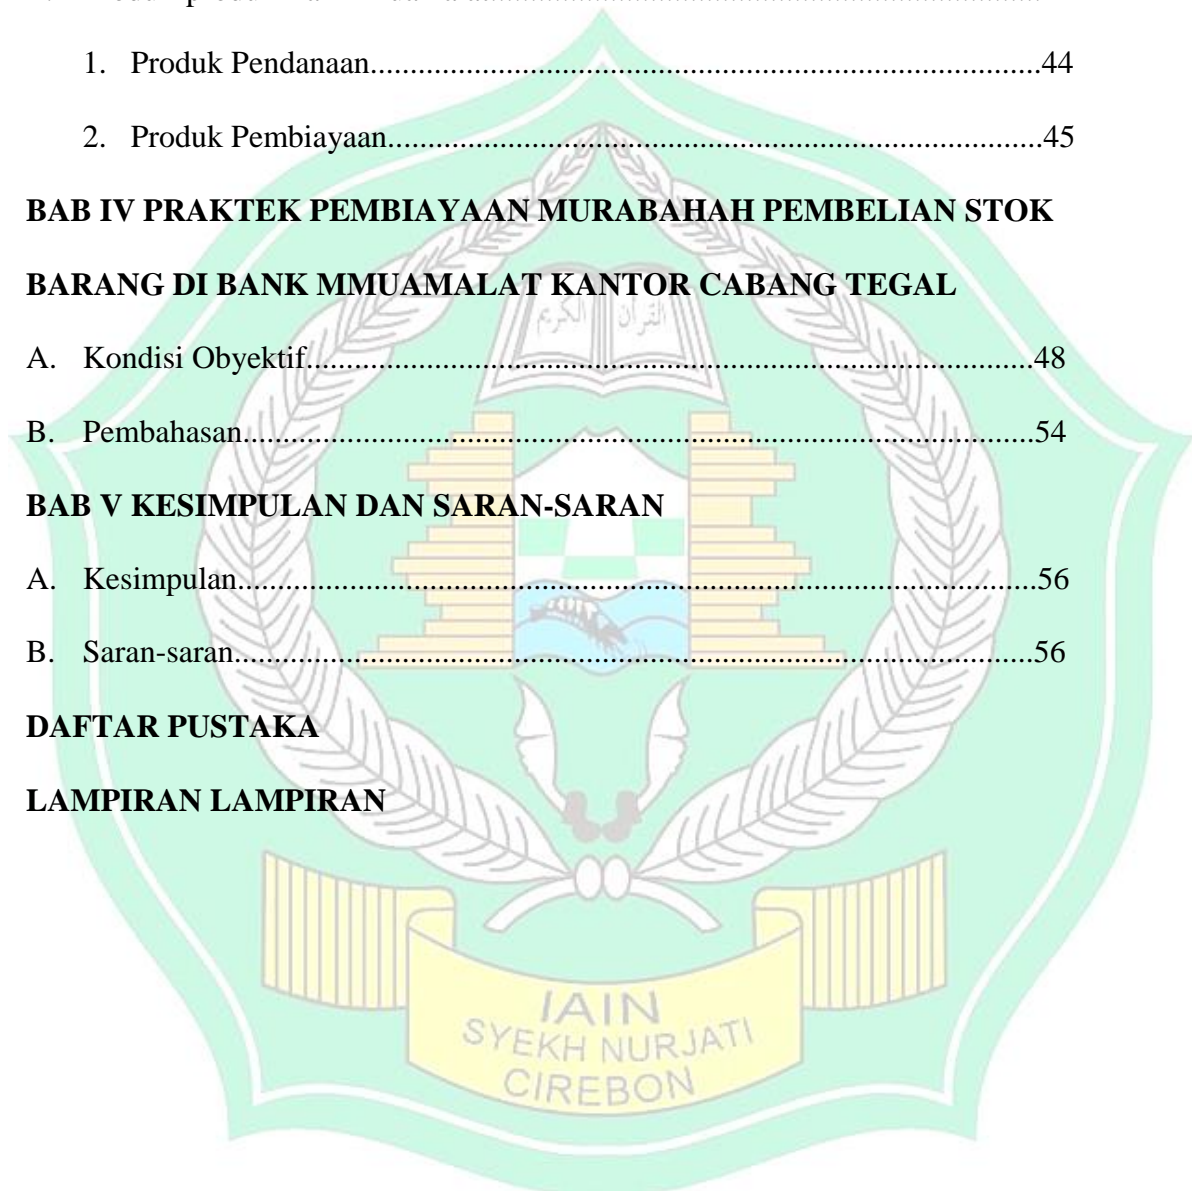 1. Produk Pendanaan....................................................................................44
2. Produk Pembiayaan..................................................................................45
BAB IV PRAKTEK PEMBIAYAAN MURABAHAH PEMBELIAN STOK
BARANG DI BANK MMUAMALAT KANTOR CABANG TEGAL
A. Kondisi Obyektif...........................................................................................48
B. Pembahasan...................................................................................................54
BAB V KESIMPULAN DAN SARAN-SARAN
A. Kesimpulan....................................................................................................56
B. Saran-saran....................................................................................................56
DAFTAR PUSTAKA
LAMPIRAN LAMPIRAN
القرآن الكريم
IAIN
SYEKH NURJATI
CIREBON